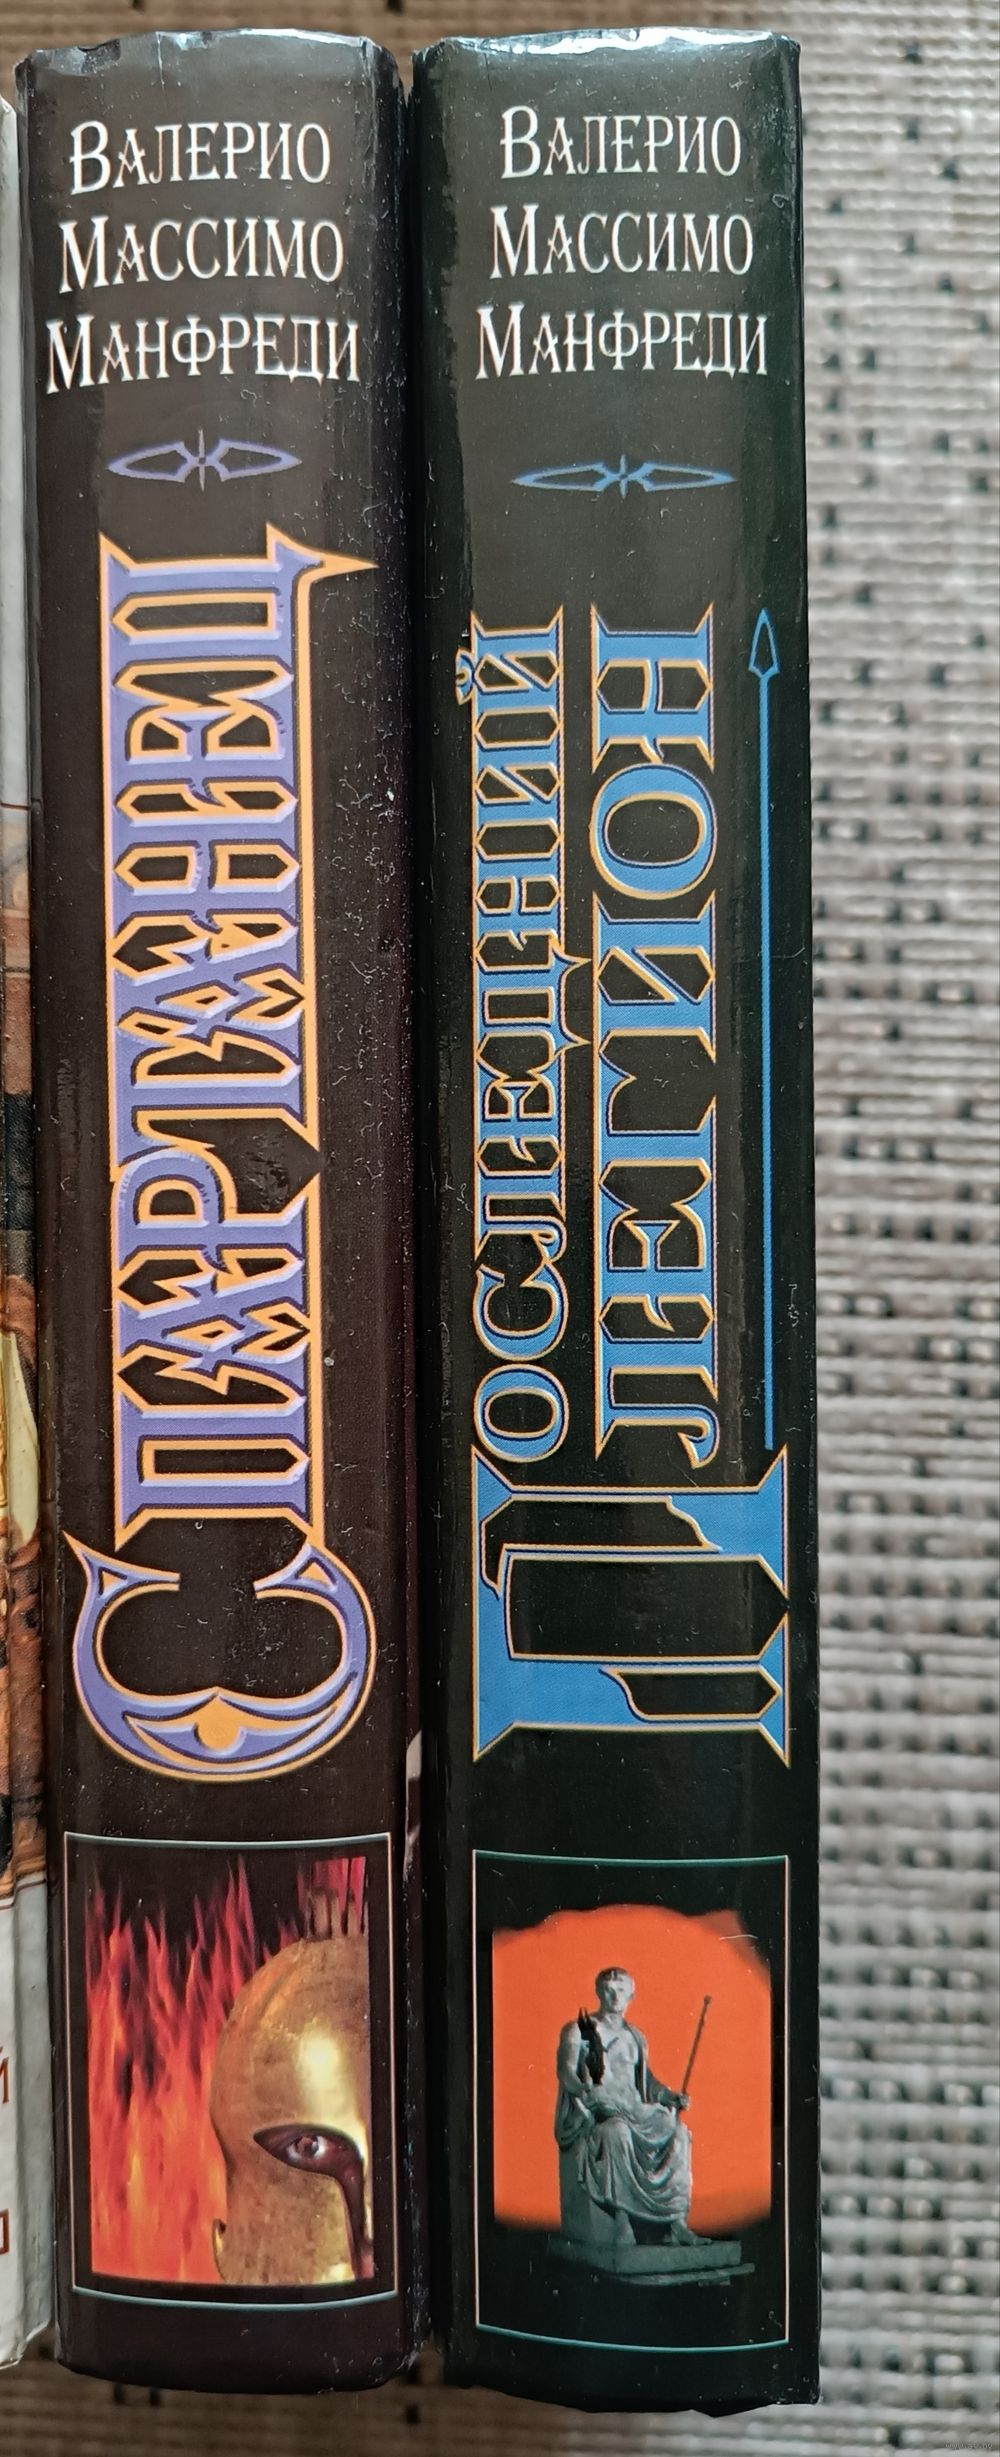 Валерио
Массимо
Манфреди
Спартанец
Валерио
Массимо
Манфреди
Последний
Легион